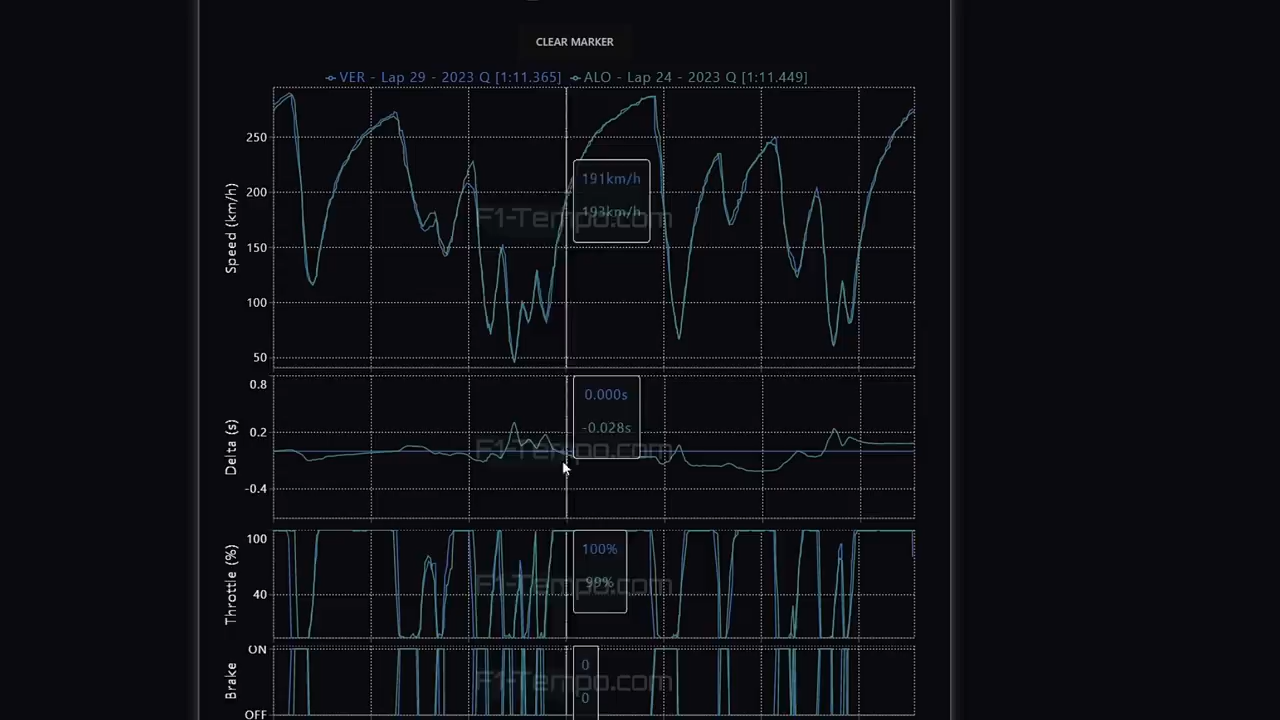 CLEAR MARKER
VER - Lap 29 - 2023 Q [1:11.365] ALO - Lap 24 - 2023 Q [1:11.449]
Speed (km/h)
250
200
150
100
50
191km/h
193km/h
F1-Tempo.com
Delta (s)
0.8
0.2
-0.4
0.000s
-0.028s
F1-Tempo.com
Throttle (%)
100
40
100%
99%
F1-Tempo.com
Brake
ON
OFF
0
0
F1-Tempo.com